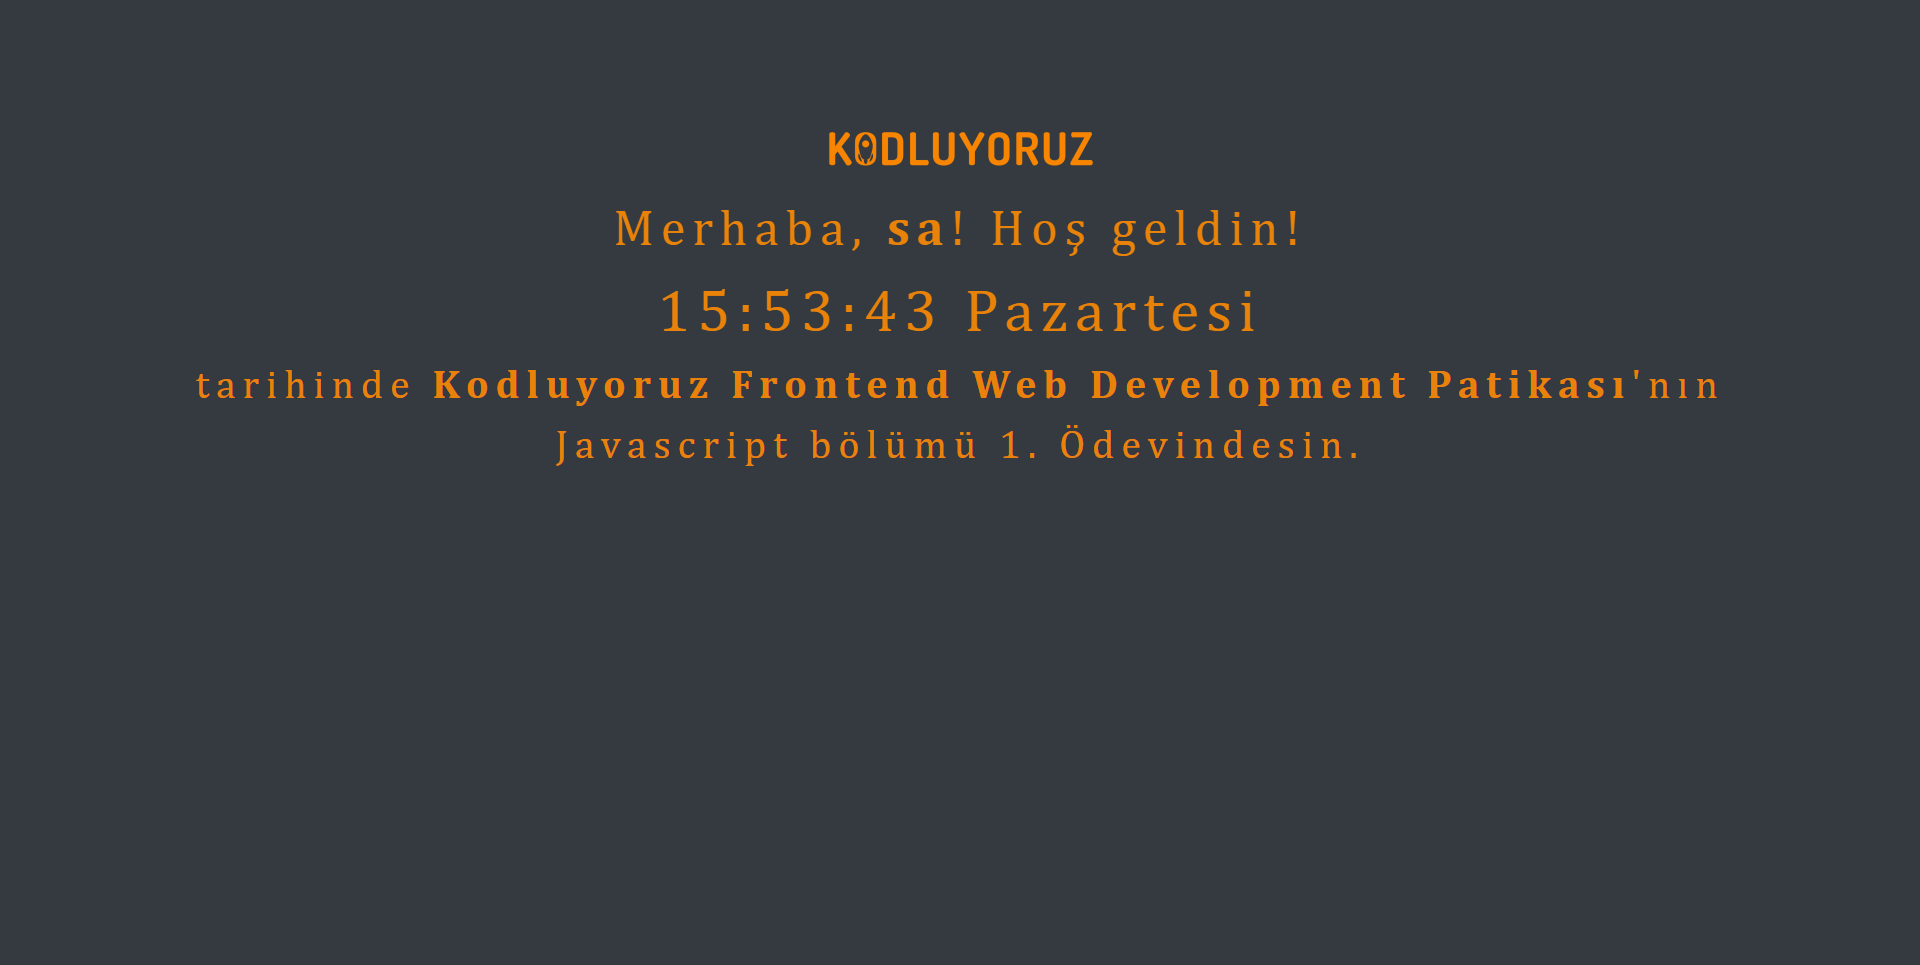 KODLUYORUZ
Merhaba, sa! Hoş geldin!
15:53:43 Pazartesi
tarihinde Kodluyoruz Frontend Web Development Patikası'nın
Javascript bölümü 1. Ödevindesin.